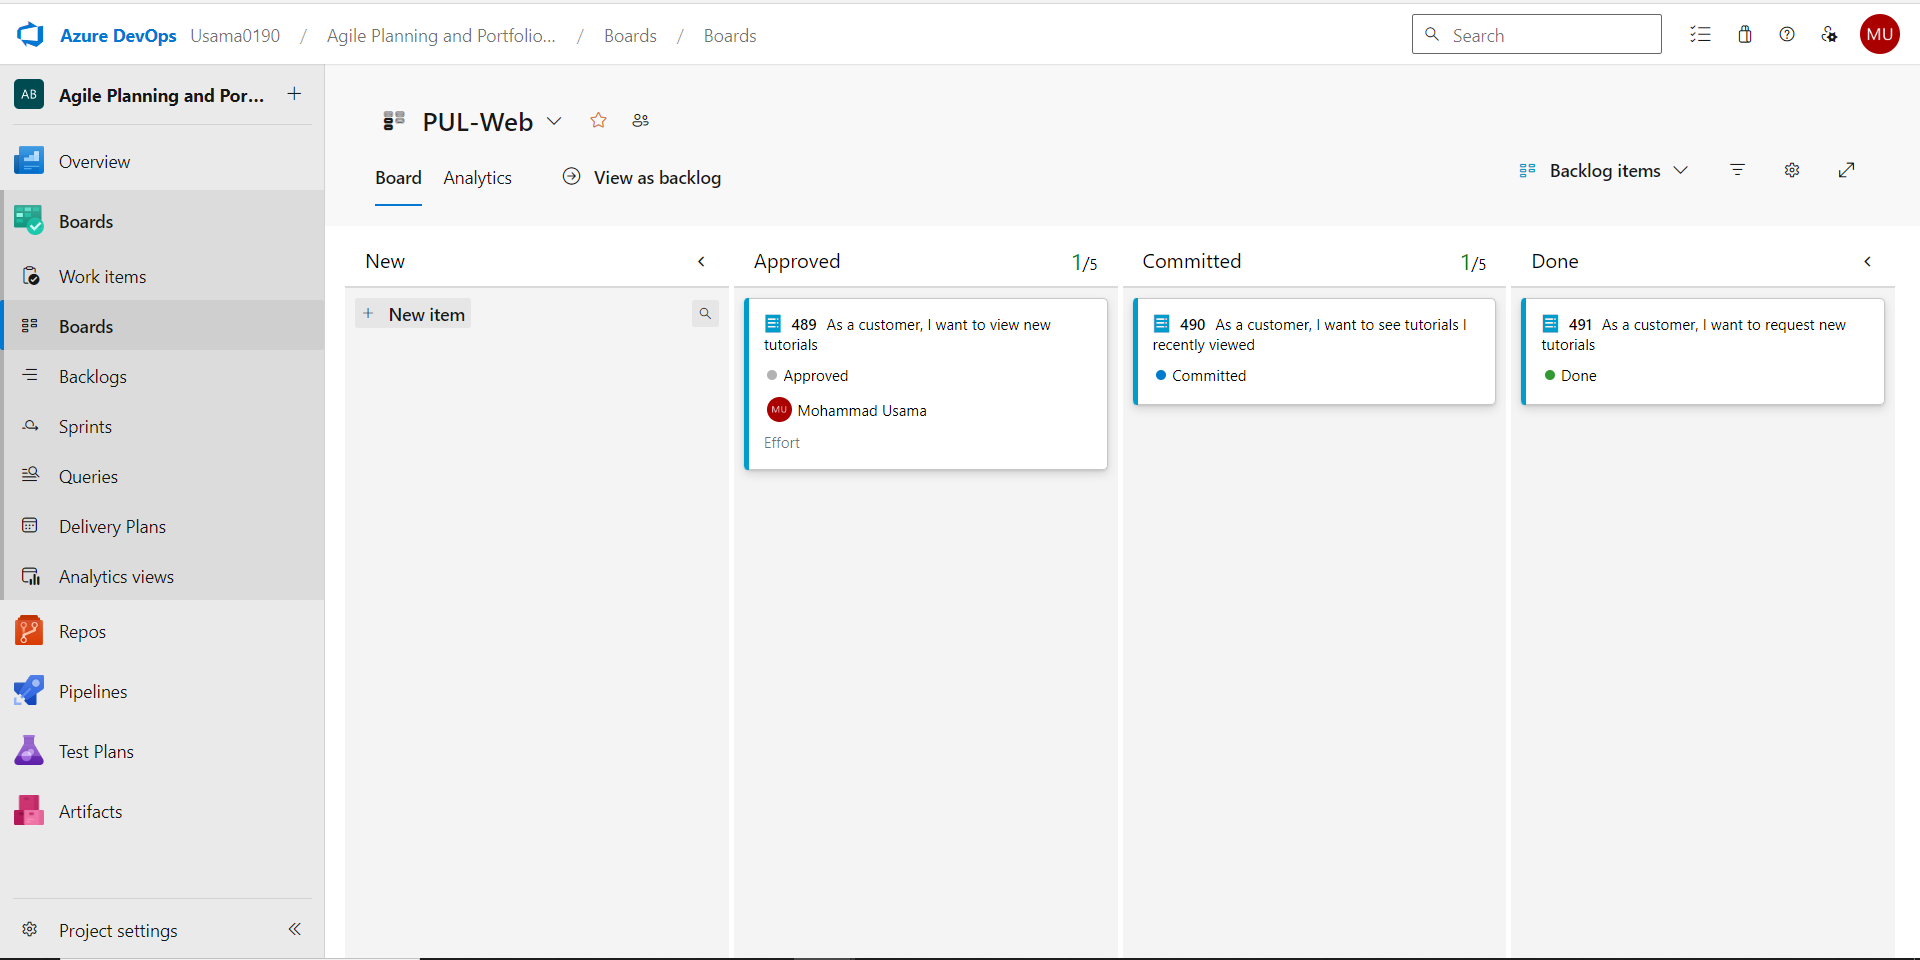 Azure DevOps Usama0190 / Agile Planning and Portfolio... / Boards / Boards
Search
MU
AB Agile Planning and Por...
Overview
Boards
Work items
Boards
Backlogs
Sprints
Queries
Delivery Plans
Analytics views
Repos
Pipelines
Test Plans
Artifacts
Project settings
PUL-Web
Board Analytics View as backlog
Backlog items
New
New item
Approved 1/5
489 As a customer, I want to view new
tutorials
Approved
MU Mohammad Usama
Effort
Committed 1/5
490 As a customer, I want to see tutorials I
recently viewed
Committed
Done
491 As a customer, I want to request new
tutorials
Done